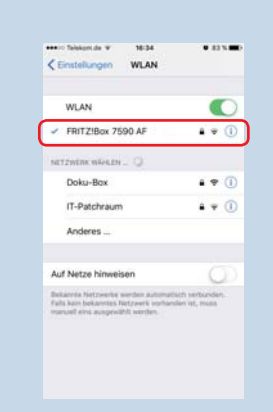 Telekom.de 16:34 83 %
Einstellungen WLAN
WLAN
FRITZ!Box 7590 AF
NETZWERK WÄHLEN ...
Doku-Box
IT-Patchraum
Anderes ...
Auf Netze hinweisen
Bekannte Netzwerke werden automatisch verbunden.
Falls kein bekanntes Netzwerk vorhanden ist, muss
manuell eins ausgewählt werden.